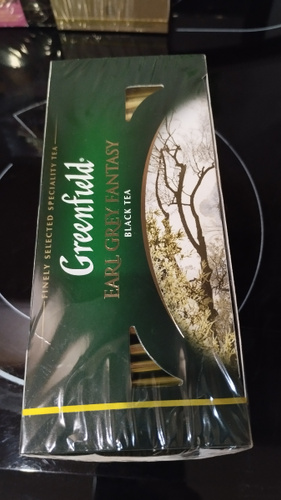 FINELY SELECTED SPECIALITY TEA
Greenfield
EARL GREY FANTASY
BLACK TEA